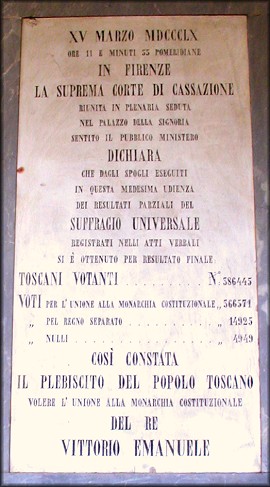 XV MARZO MDCCCLX
ORE 11 E MINUTI 55 POMERIDIANE
IN FIRENZE
LA SUPREMA CORTE DI CASSAZIONE
RIUNITA IN PLENARIA SEDUTA
NEL PALAZZO DELLA SIGNORIA
SENTITO IL PUBBLICO MINISTERO
DICHIARA
CHE DAGLI SPOGLI ESEGUITI
IN QUESTA MEDESIMA UDIENZA
DEI RESULTATI PARZIALI DEL
SUFFRAGIO UNIVERSALE
REGISTRATI NELLI ATTI VERBALI
SI È OTTENUTO PER RESULTATO FINALE
TOSCANI VOTANTI . . . . . . . . . N.° 386445
VOTI PER L'UNIONE ALLA MONARCHIA COSTITUZIONALE „ 366571
„ PEL REGNO SEPARATO . . . . . . . . . „ 14925
„ NULLI . . . . . . . . . . . . . . . „ 4949
COSÌ CONSTATA
IL PLEBISCITO DEL POPOLO TOSCANO
VOLERE L'UNIONE ALLA MONARCHIA COSTITUZIONALE
DEL RE
VITTORIO EMANUELE